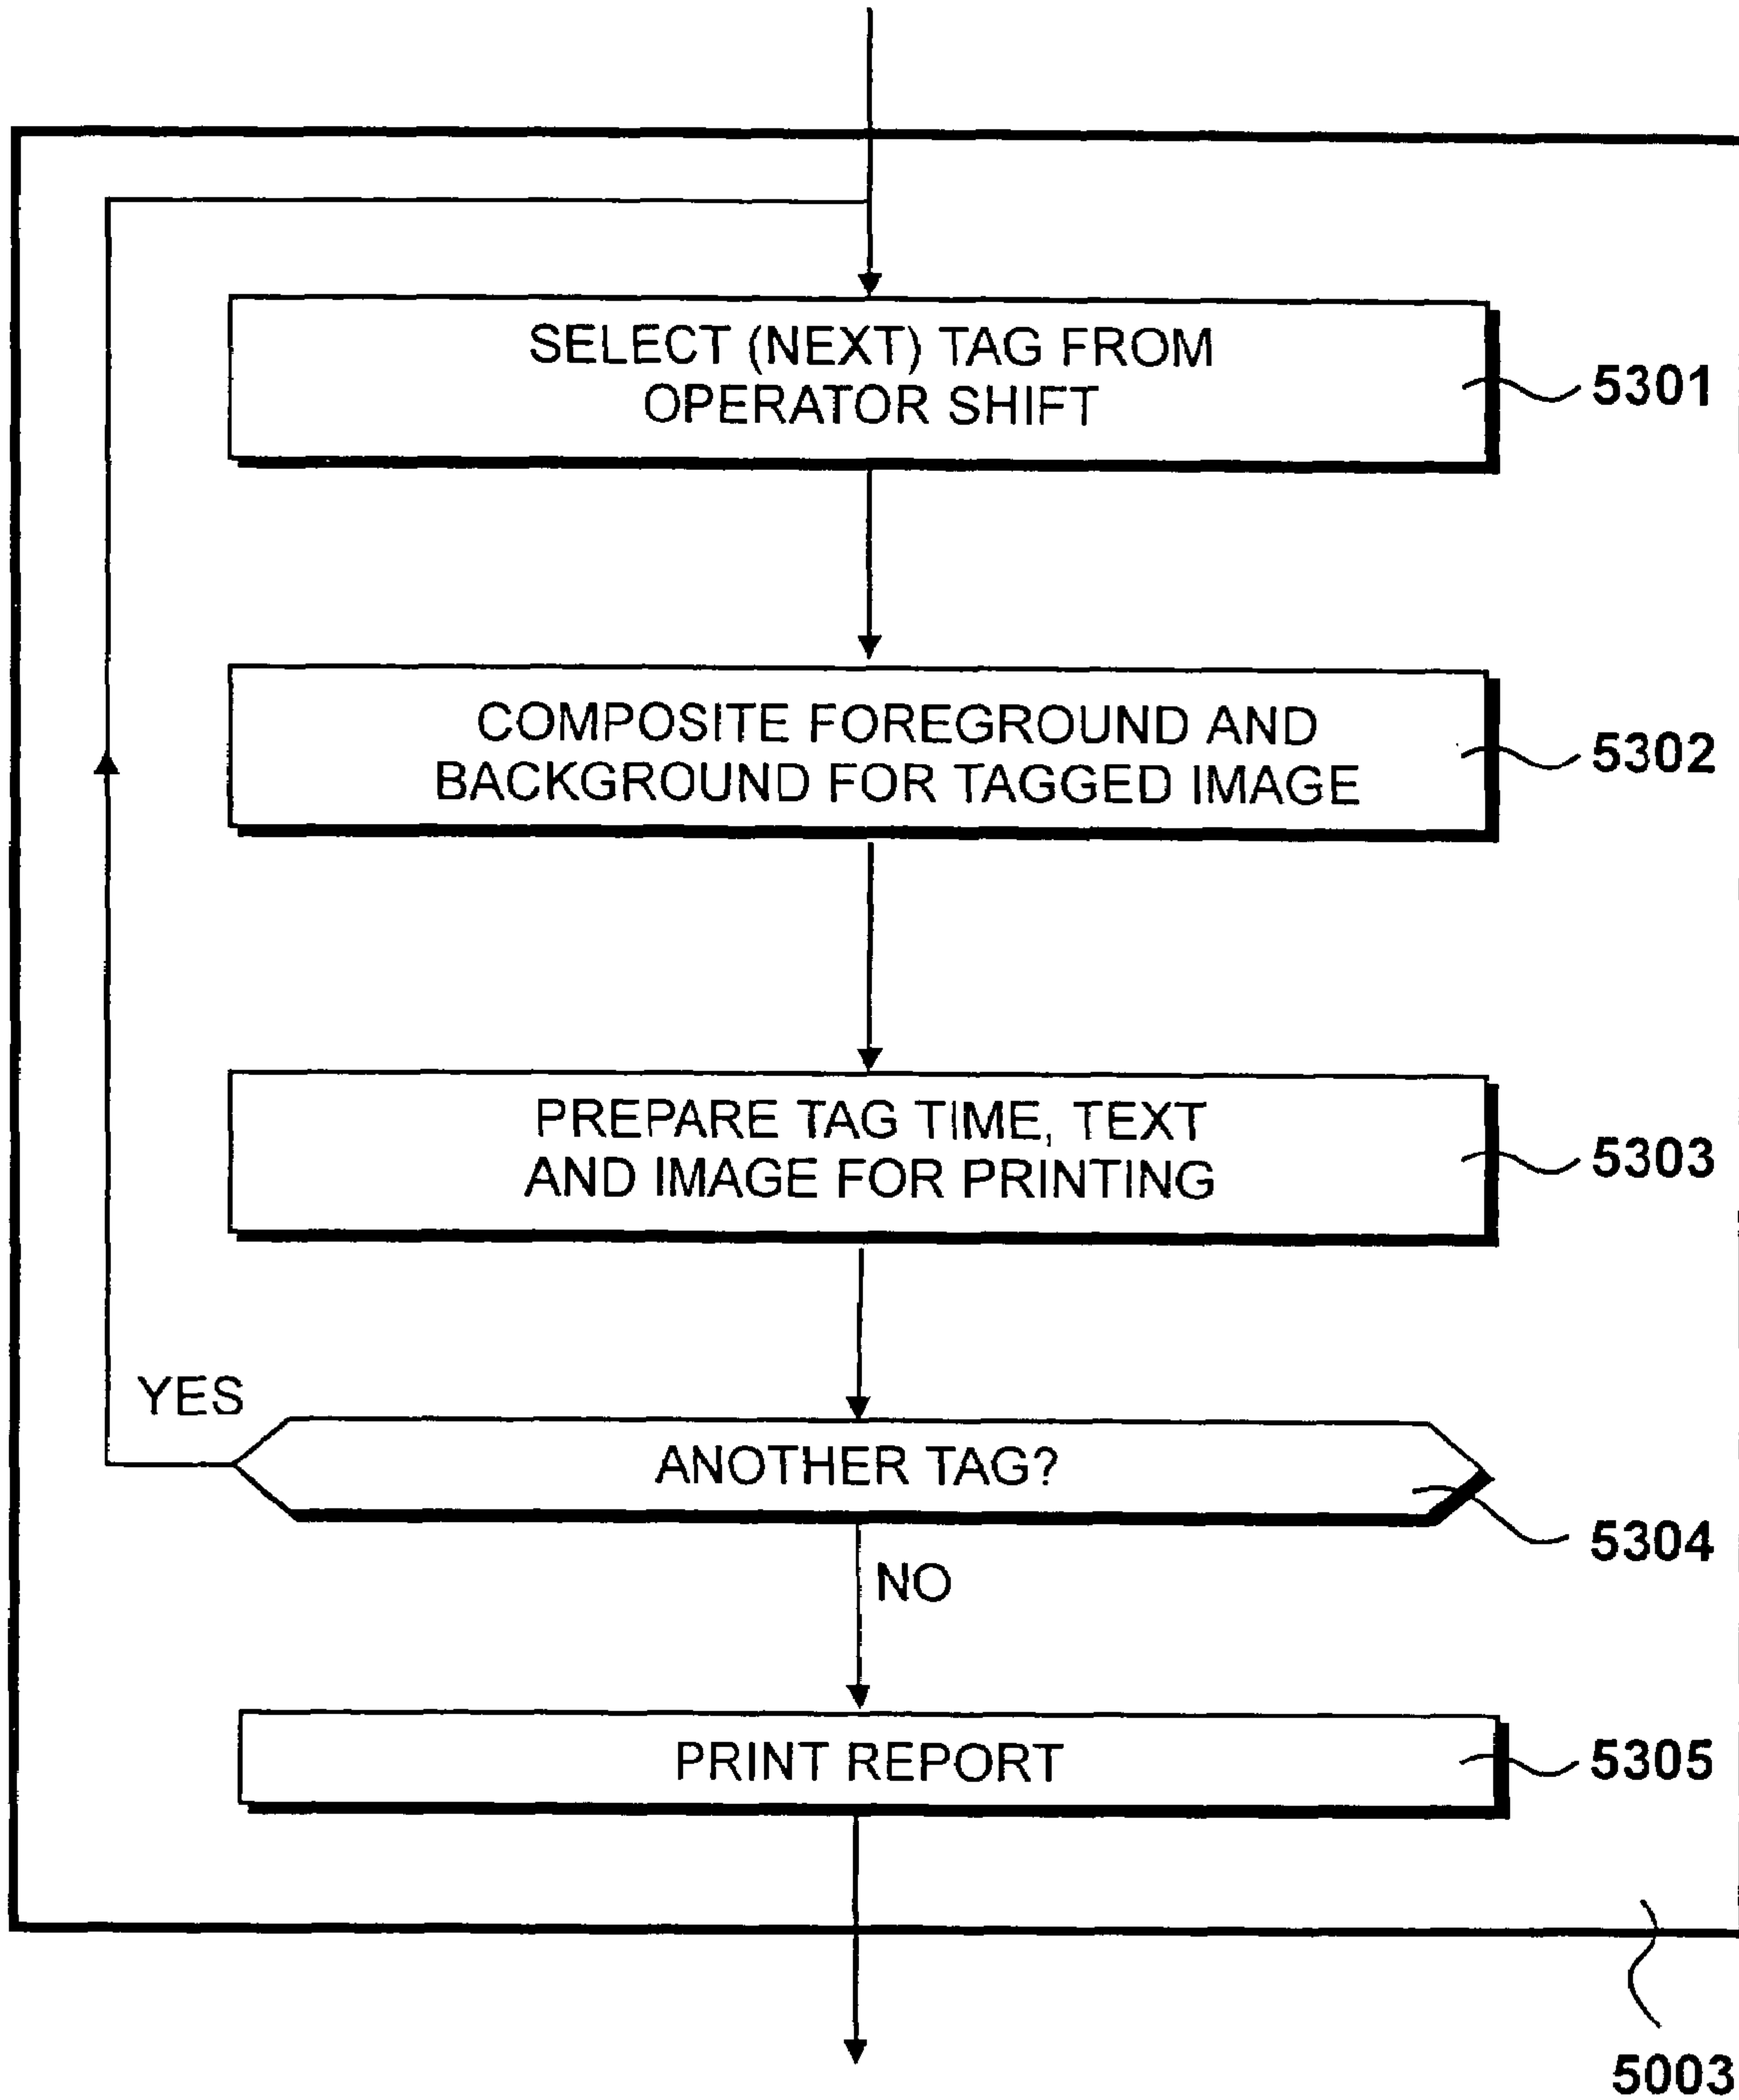 SELECT (NEXT) TAG FROM
OPERATOR SHIFT
5301
COMPOSITE FOREGROUND AND
BACKGROUND FOR TAGGED IMAGE
5302
PREPARE TAG TIME, TEXT
AND IMAGE FOR PRINTING
5303
YES
ANOTHER TAG?
5304
NO
PRINT REPORT
5305
5003